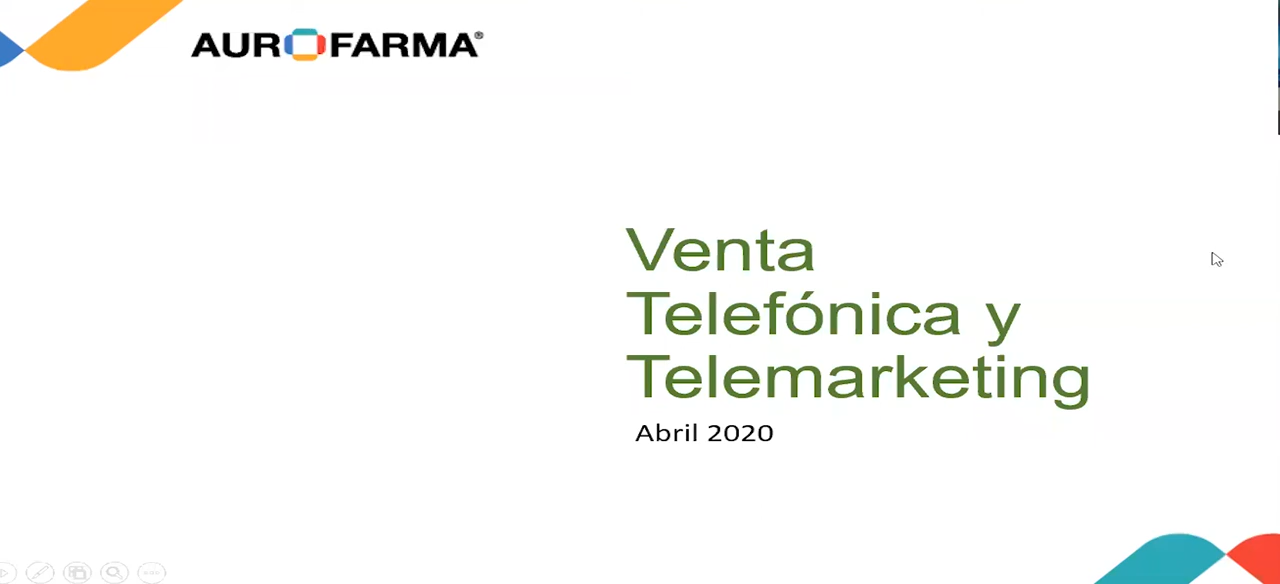 AUROFARMA®
Venta
Telefónica y
Telemarketing
Abril 2020